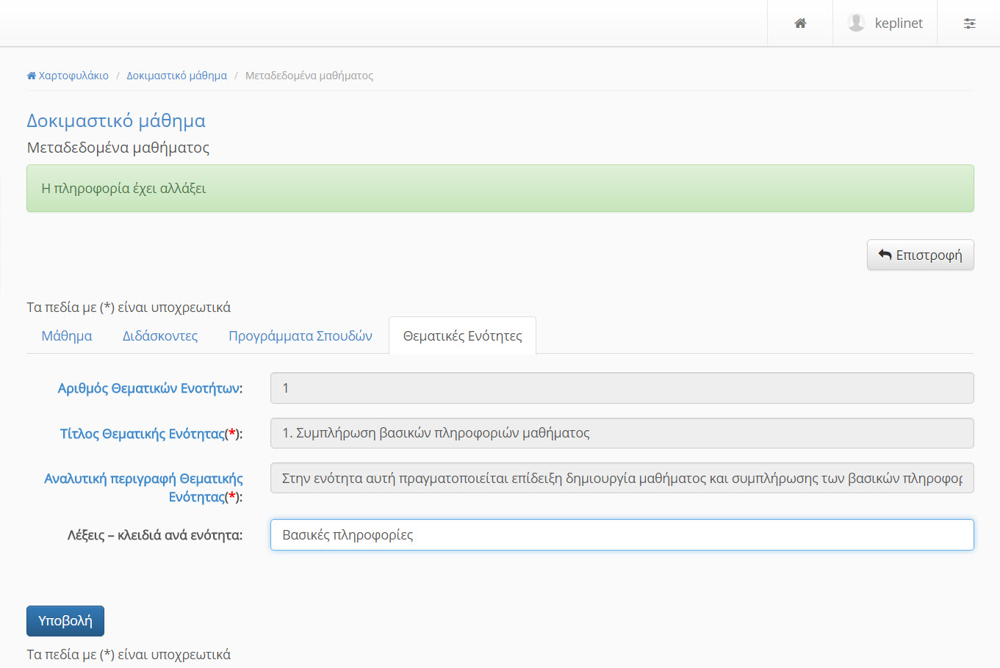 keplinet
Χαρτοφυλάκιο / Δοκιμαστικό μάθημα / Μεταδεδομένα μαθήματος
Δοκιμαστικό μάθημα
Μεταδεδομένα μαθήματος
Η πληροφορία έχει αλλάξει
Επιστροφή
Τα πεδία με (*) είναι υποχρεωτικά
Μάθημα Διδάσκοντες Προγράμματα Σπουδών Θεματικές Ενότητες
Αριθμός Θεματικών Ενοτήτων: 1
Τίτλος Θεματικής Ενότητας(*): 1. Συμπλήρωση βασικών πληροφοριών μαθήματος
Αναλυτική περιγραφή Θεματικής Στην ενότητα αυτή πραγματοποιείται επίδειξη δημιουργία μαθήματος και συμπλήρωσης των βασικών πληροφορ
Ενότητας(*):
Λέξεις – κλειδιά ανά ενότητα: Βασικές πληροφορίες
Υποβολή
Τα πεδία με (*) είναι υποχρεωτικά